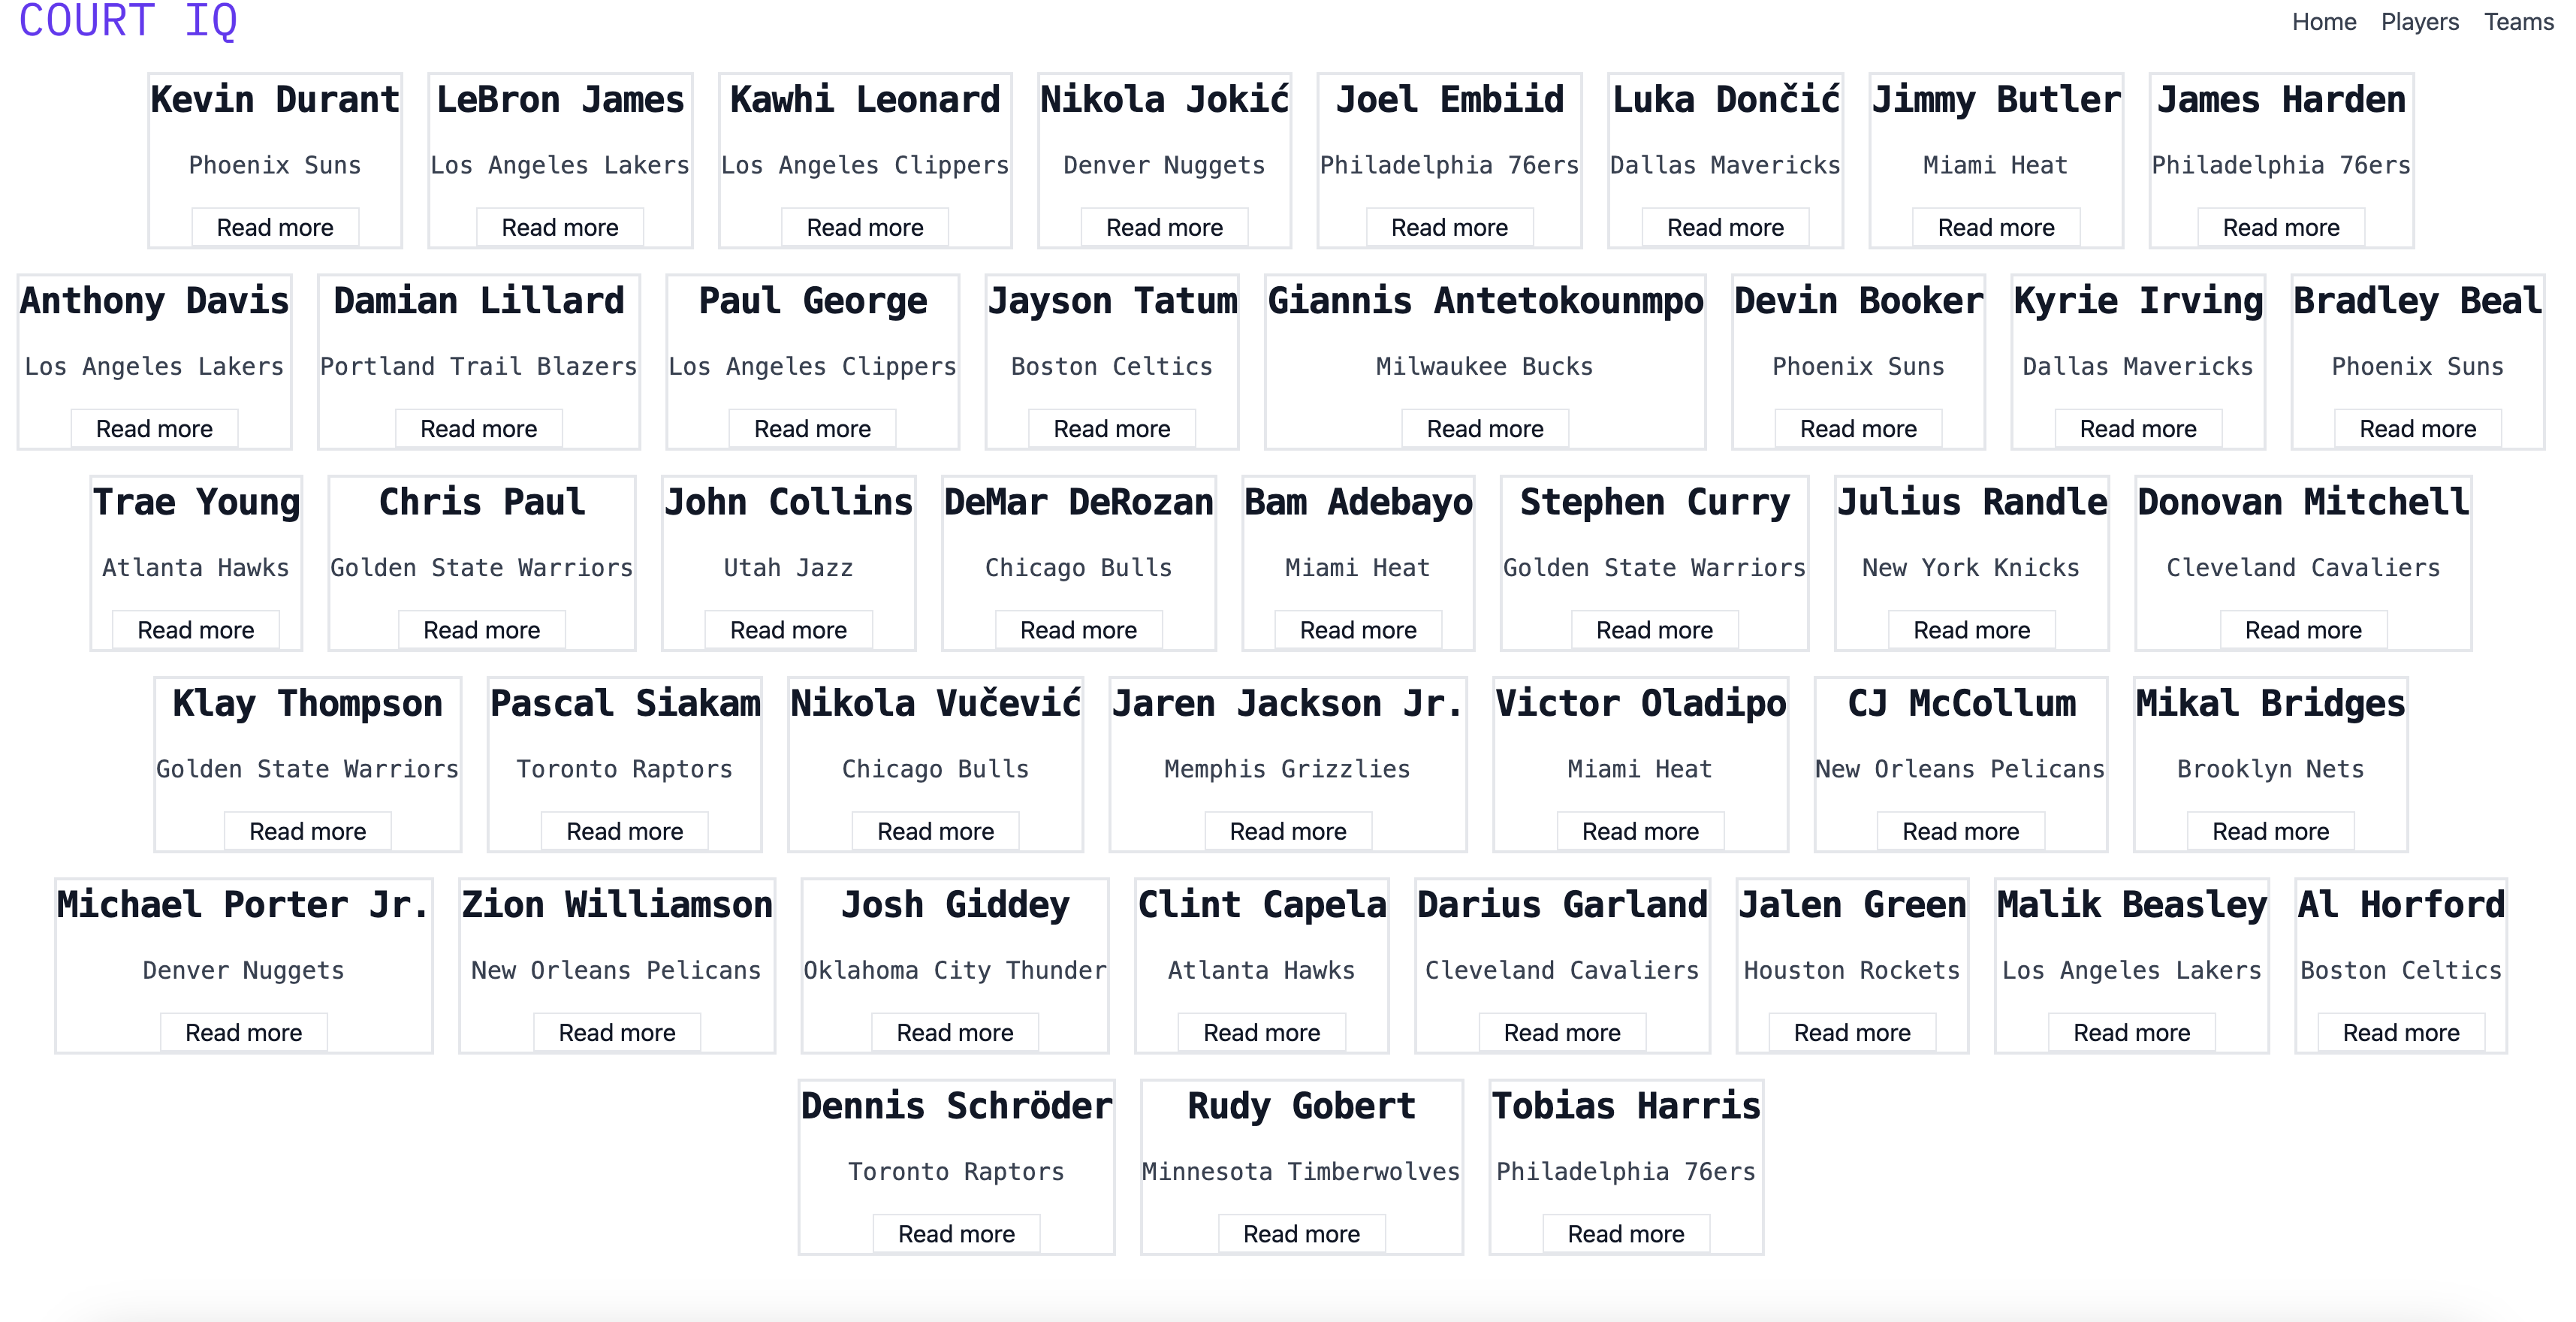 COURT IQ
Home Players Teams
Kevin Durant LeBron James Kawhi Leonard Nikola Jokić Joel Embiid Luka Dončić Jimmy Butler James Harden
Phoenix Suns Los Angeles Lakers Los Angeles Clippers Denver Nuggets Philadelphia 76ers Dallas Mavericks Miami Heat Philadelphia 76ers
Read more Read more Read more Read more Read more Read more Read more Read more
Anthony Davis Damian Lillard Paul George Jayson Tatum Giannis Antetokounmpo Devin Booker Kyrie Irving Bradley Beal
Los Angeles Lakers Portland Trail Blazers Los Angeles Clippers Boston Celtics Milwaukee Bucks Phoenix Suns Dallas Mavericks Phoenix Suns
Read more Read more Read more Read more Read more Read more Read more Read more
Trae Young Chris Paul John Collins DeMar DeRozan Bam Adebayo Stephen Curry Julius Randle Donovan Mitchell
Atlanta Hawks Golden State Warriors Utah Jazz Chicago Bulls Miami Heat Golden State Warriors New York Knicks Cleveland Cavaliers
Read more Read more Read more Read more Read more Read more Read more Read more
Klay Thompson Pascal Siakam Nikola Vučević Jaren Jackson Jr. Victor Oladipo CJ McCollum Mikal Bridges
Golden State Warriors Toronto Raptors Chicago Bulls Memphis Grizzlies Miami Heat New Orleans Pelicans Brooklyn Nets
Read more Read more Read more Read more Read more Read more Read more
Michael Porter Jr. Zion Williamson Josh Giddey Clint Capela Darius Garland Jalen Green Malik Beasley Al Horford
Denver Nuggets New Orleans Pelicans Oklahoma City Thunder Atlanta Hawks Cleveland Cavaliers Houston Rockets Los Angeles Lakers Boston Celtics
Read more Read more Read more Read more Read more Read more Read more Read more
Dennis Schröder Rudy Gobert Tobias Harris
Toronto Raptors Minnesota Timberwolves Philadelphia 76ers
Read more Read more Read more